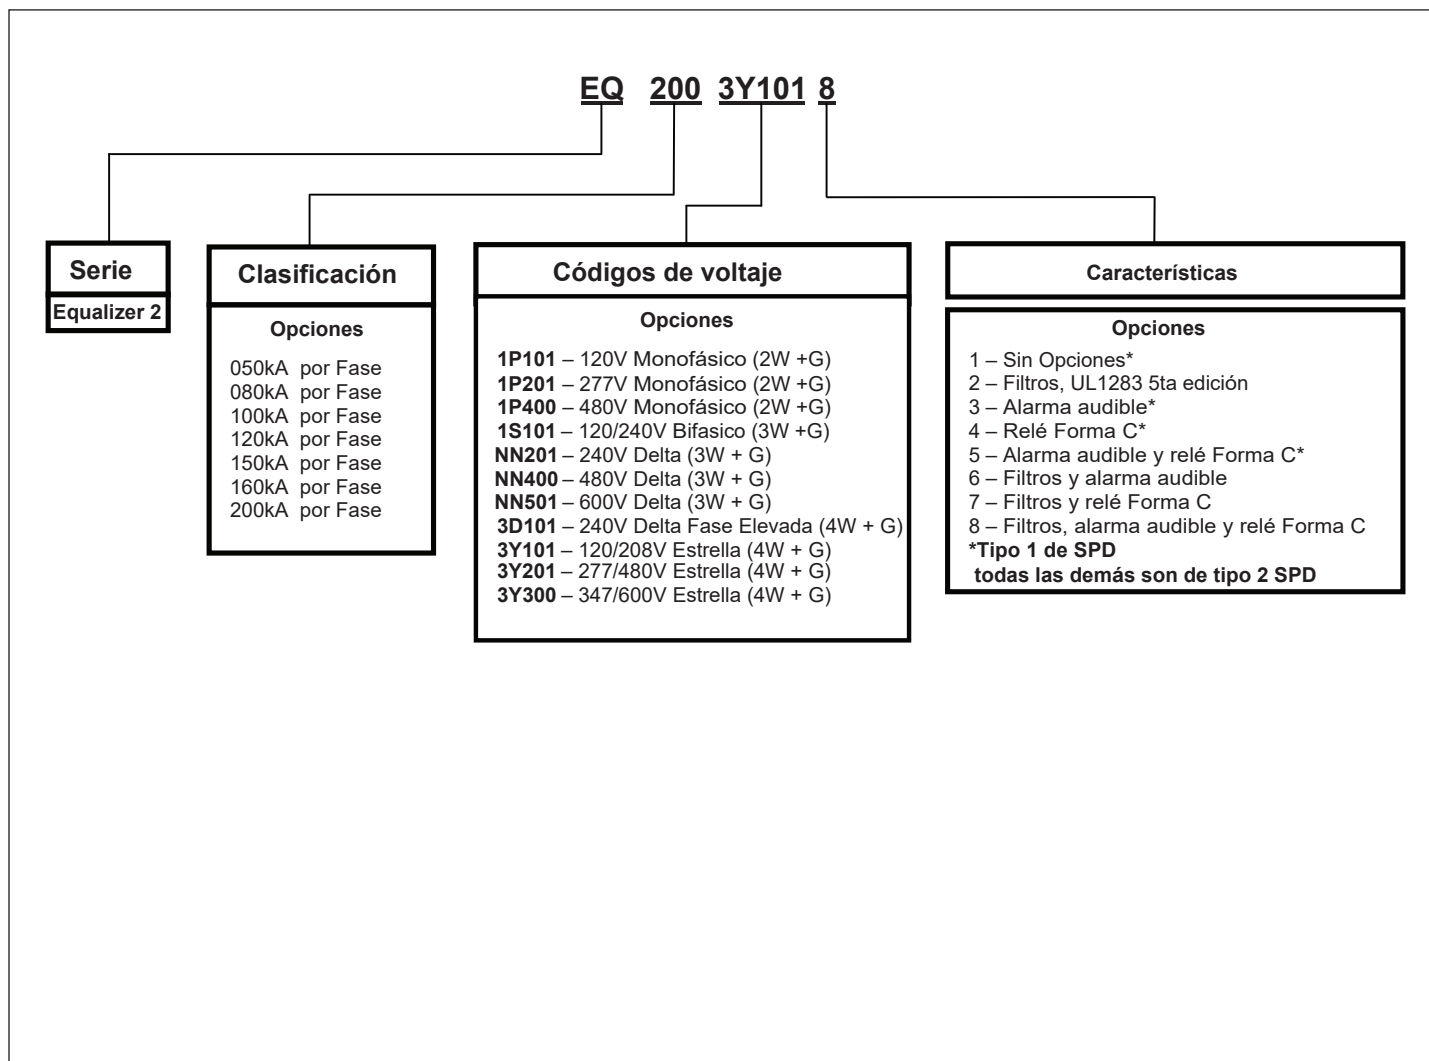 EQ 200 3Y101 8
Serie
Equalizer 2
Clasificación
Opciones
050kA por Fase
080kA por Fase
100kA por Fase
120kA por Fase
150kA por Fase
160kA por Fase
200kA por Fase
Códigos de voltaje
Opciones
1P101 – 120V Monofásico (2W +G)
1P201 – 277V Monofásico (2W +G)
1P400 – 480V Monofásico (2W +G)
1S101 – 120/240V Bifasico (3W +G)
NN201 – 240V Delta (3W + G)
NN400 – 480V Delta (3W + G)
NN501 – 600V Delta (3W + G)
3D101 – 240V Delta Fase Elevada (4W + G)
3Y101 – 120/208V Estrella (4W + G)
3Y201 – 277/480V Estrella (4W + G)
3Y300 – 347/600V Estrella (4W + G)
Características
Opciones
1 – Sin Opciones*
2 – Filtros, UL1283 5ta edición
3 – Alarma audible*
4 – Relé Forma C*
5 – Alarma audible y relé Forma C*
6 – Filtros y alarma audible
7 – Filtros y relé Forma C
8 – Filtros, alarma audible y relé Forma C
*Tipo 1 de SPD
todas las demás son de tipo 2 SPD